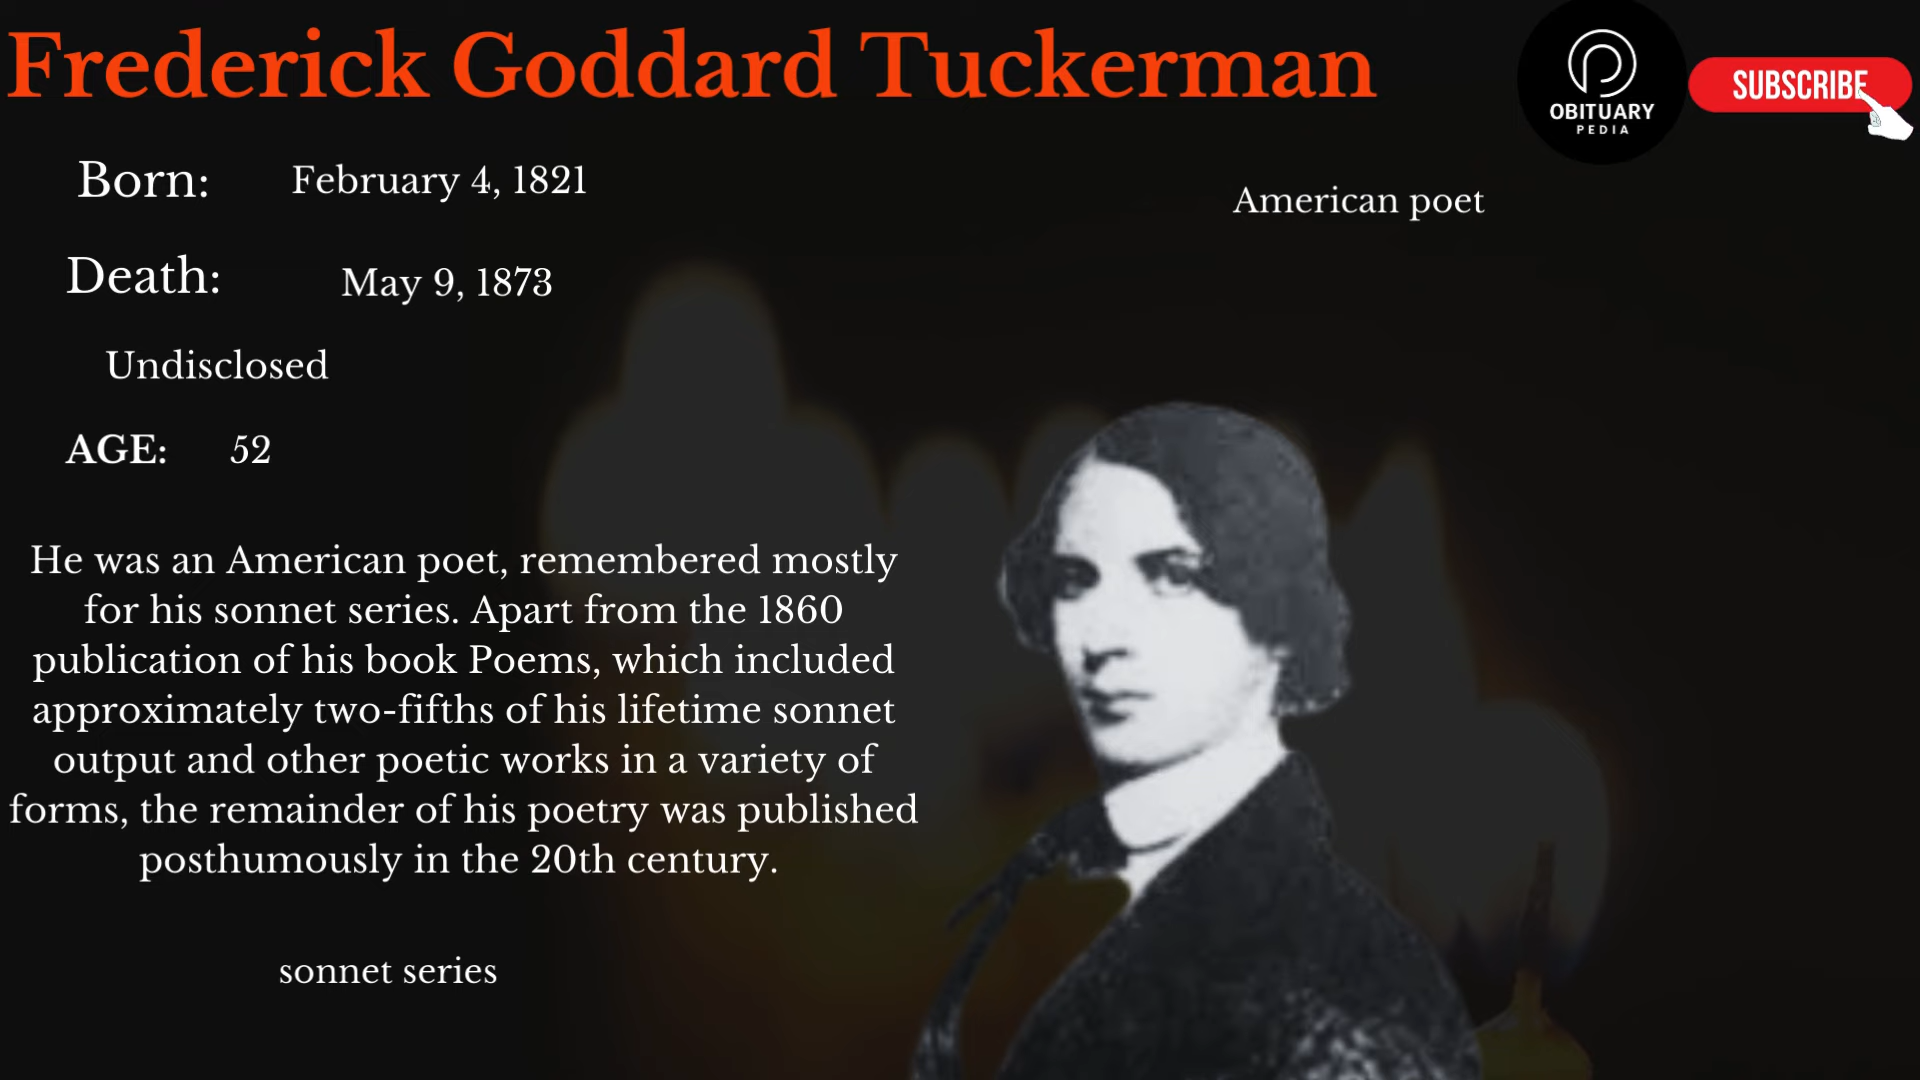 Frederick Goddard Tuckerman
OBITUARY
PEDIA
SUBSCRIBE
Born: February 4, 1821
American poet
Death: May 9, 1873
Undisclosed
AGE: 52
He was an American poet, remembered mostly
for his sonnet series. Apart from the 1860
publication of his book Poems, which included
approximately two-fifths of his lifetime sonnet
output and other poetic works in a variety of
forms, the remainder of his poetry was published
posthumously in the 20th century.
sonnet series